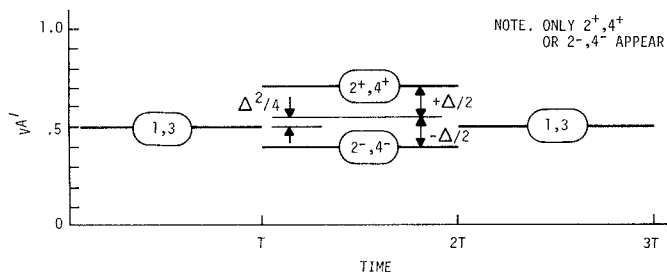 1.0
NOTE. ONLY 2+,4+
OR 2-,4- APPEAR
2+,4+
Δ²/4
+Δ/2
VA'
.5
1,3
1,3
-Δ/2
2-,4-
0
T
2T
3T
TIME